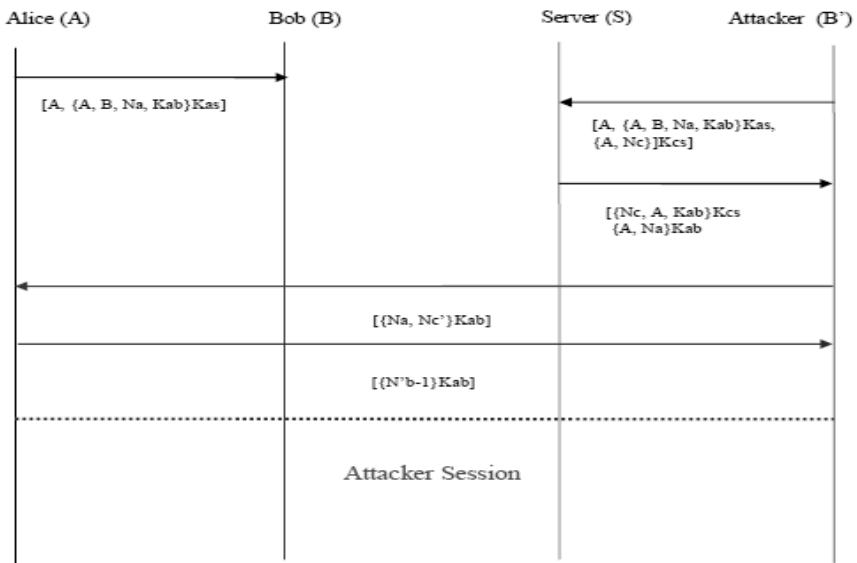 Alice (A)
Bob (B)
Server (S)
Attacker (B’)
[A, {A, B, Na, Kab}Kas]
[A, {A, B, Na, Kab}Kas,
{A, Nc}]Kcs]
[{Nc, A, Kab}Kcs
{A, Na}Kab
[{Na, Nc’}Kab]
[{N’b-1}Kab]
Attacker Session